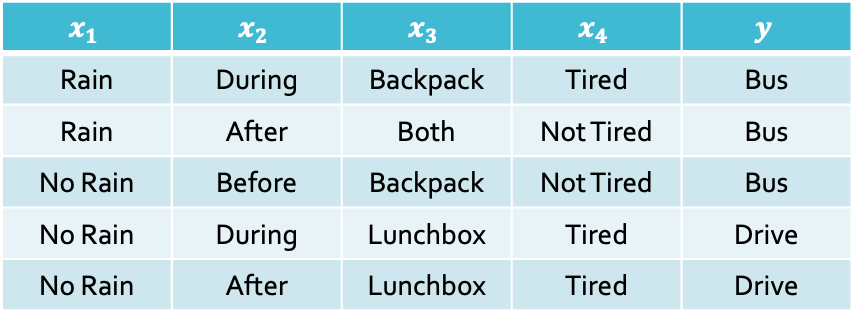 x₁ x₂ x₃ x₄ y
Rain During Backpack Tired Bus
Rain After Both Not Tired Bus
No Rain Before Backpack Not Tired Bus
No Rain During Lunchbox Tired Drive
No Rain After Lunchbox Tired Drive